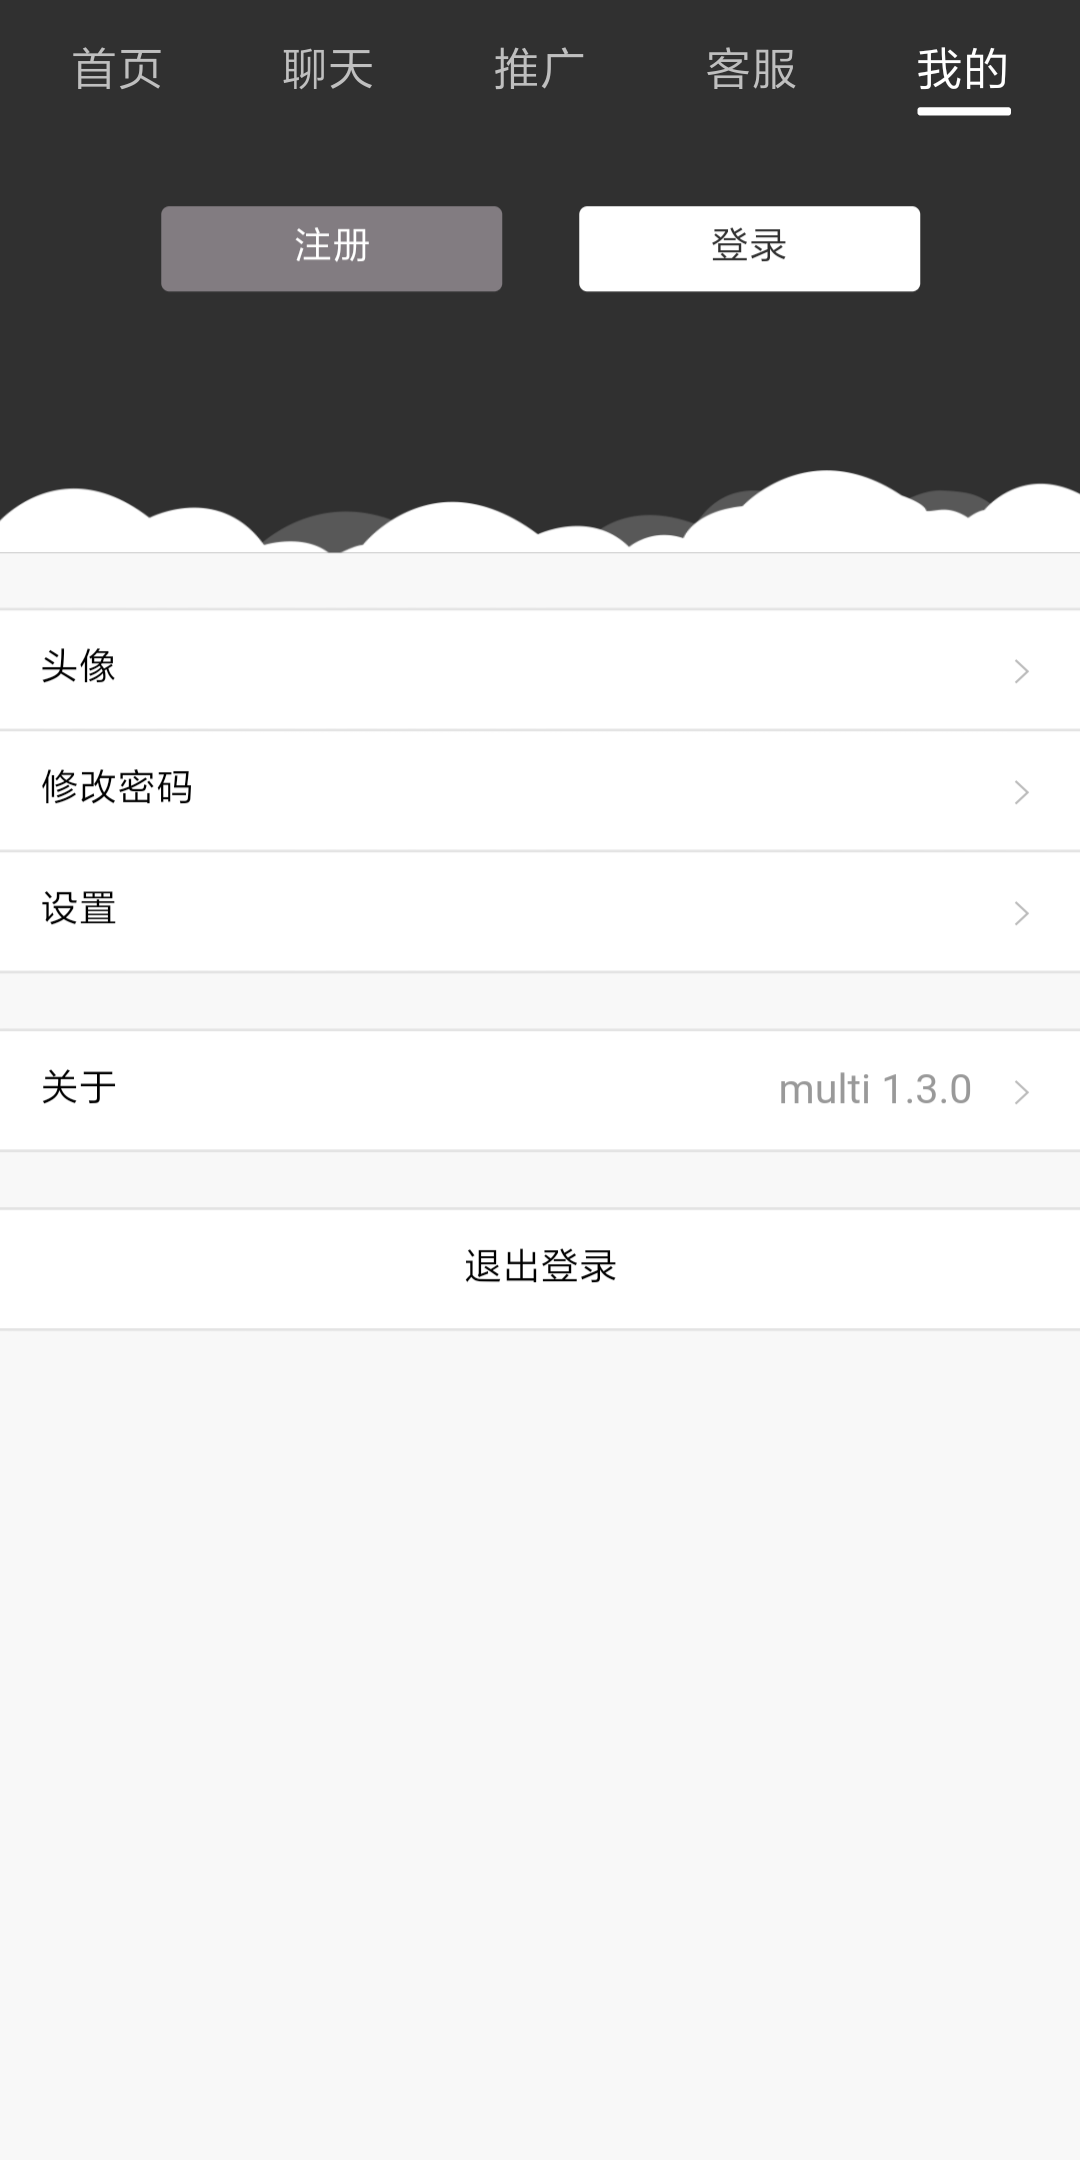 首页 聊天 推广 客服 我的
注册 登录
头像
修改密码
设置
关于 multi 1.3.0
退出登录